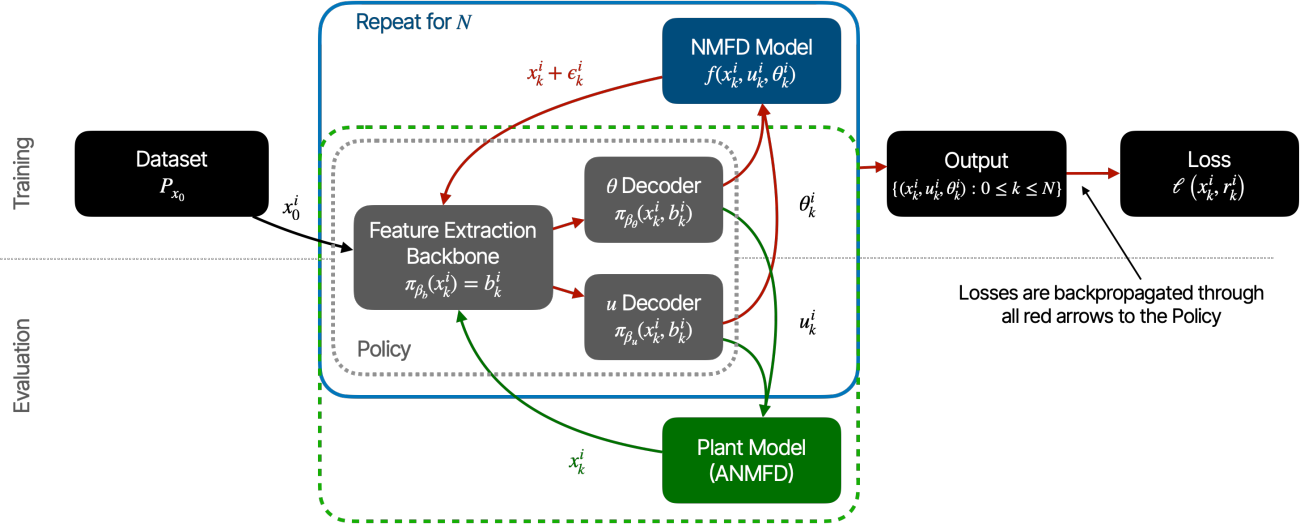 Repeat for N
NMFD Model
f(x_k^i, u_k^i, θ_k^i)
x_k^i + ϵ_k^i
Training
Dataset
P_{x_0}
x_0^i
θ Decoder
π_{β_θ}(x_k^i, b_k^i)
θ_k^i
Output
{(x_k^i, u_k^i, θ_k^i) : 0 ≤ k ≤ N}
Loss
ℓ (x_k^i, r_k^i)
Feature Extraction
Backbone
π_{β_b}(x_k^i) = b_k^i
u Decoder
π_{β_u}(x_k^i, b_k^i)
u_k^i
Losses are backpropagated through
all red arrows to the Policy
Policy
Evaluation
Plant Model
(ANMFD)
x_k^i